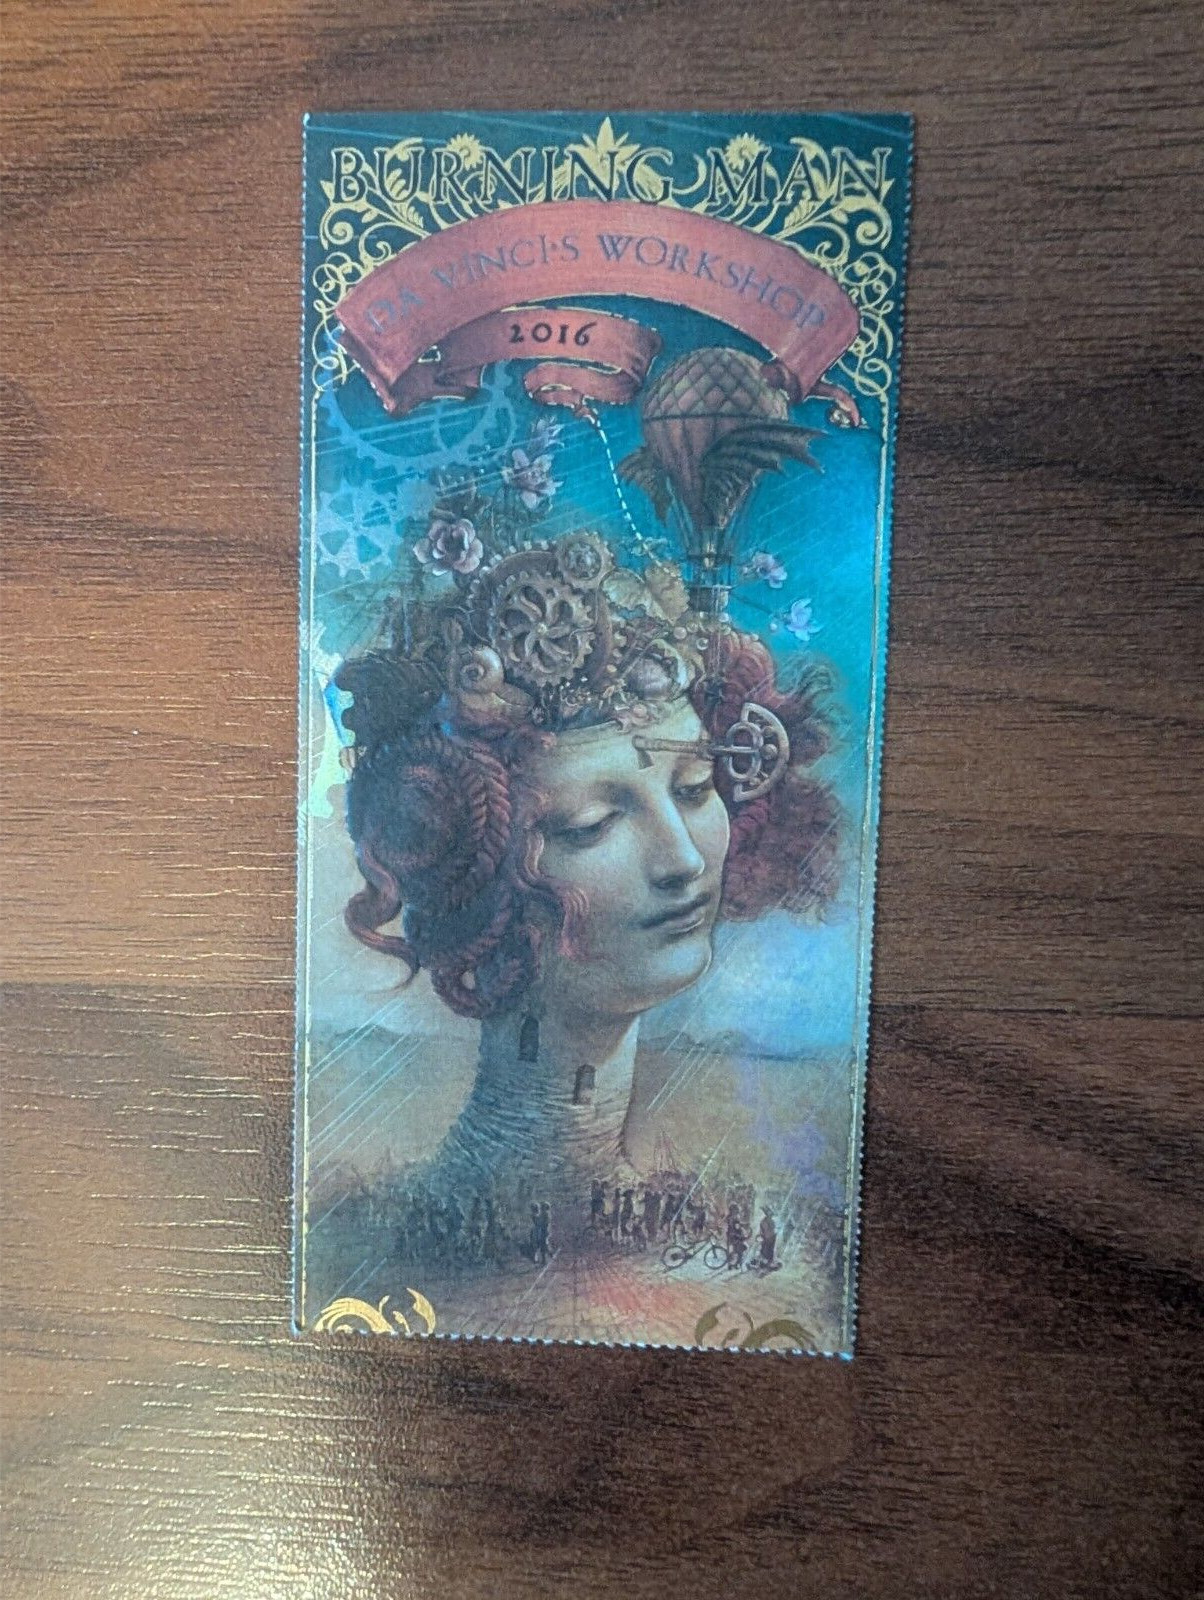 BURNING MAN
DA VINCI'S WORKSHOP
2016